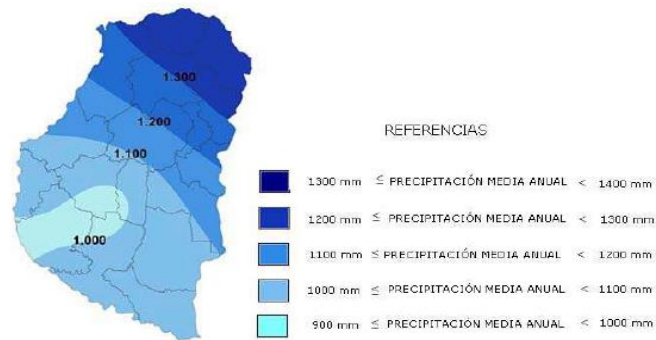 1.300
1.200
1.100
1.000
REFERENCIAS
1300 mm ≤ PRECIPITACIÓN MEDIA ANUAL < 1400 mm
1200 mm ≤ PRECIPITACIÓN MEDIA ANUAL < 1300 mm
1100 mm ≤ PRECIPITACIÓN MEDIA ANUAL < 1200 mm
1000 mm ≤ PRECIPITACIÓN MEDIA ANUAL < 1100 mm
900 mm ≤ PRECIPITACIÓN MEDIA ANUAL < 1000 mm